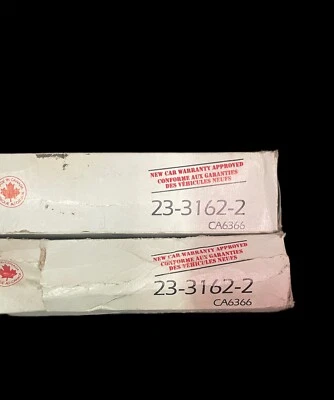 NEW CAR WARRANTY APPROVED
CONFORME AUX GARANTIES
DES VÉHICULES NEUFS
23-3162-2
CA6366
NEW CAR WARRANTY APPROVED
CONFORME AUX GARANTIES
DES VÉHICULES NEUFS
23-3162-2
CA6366